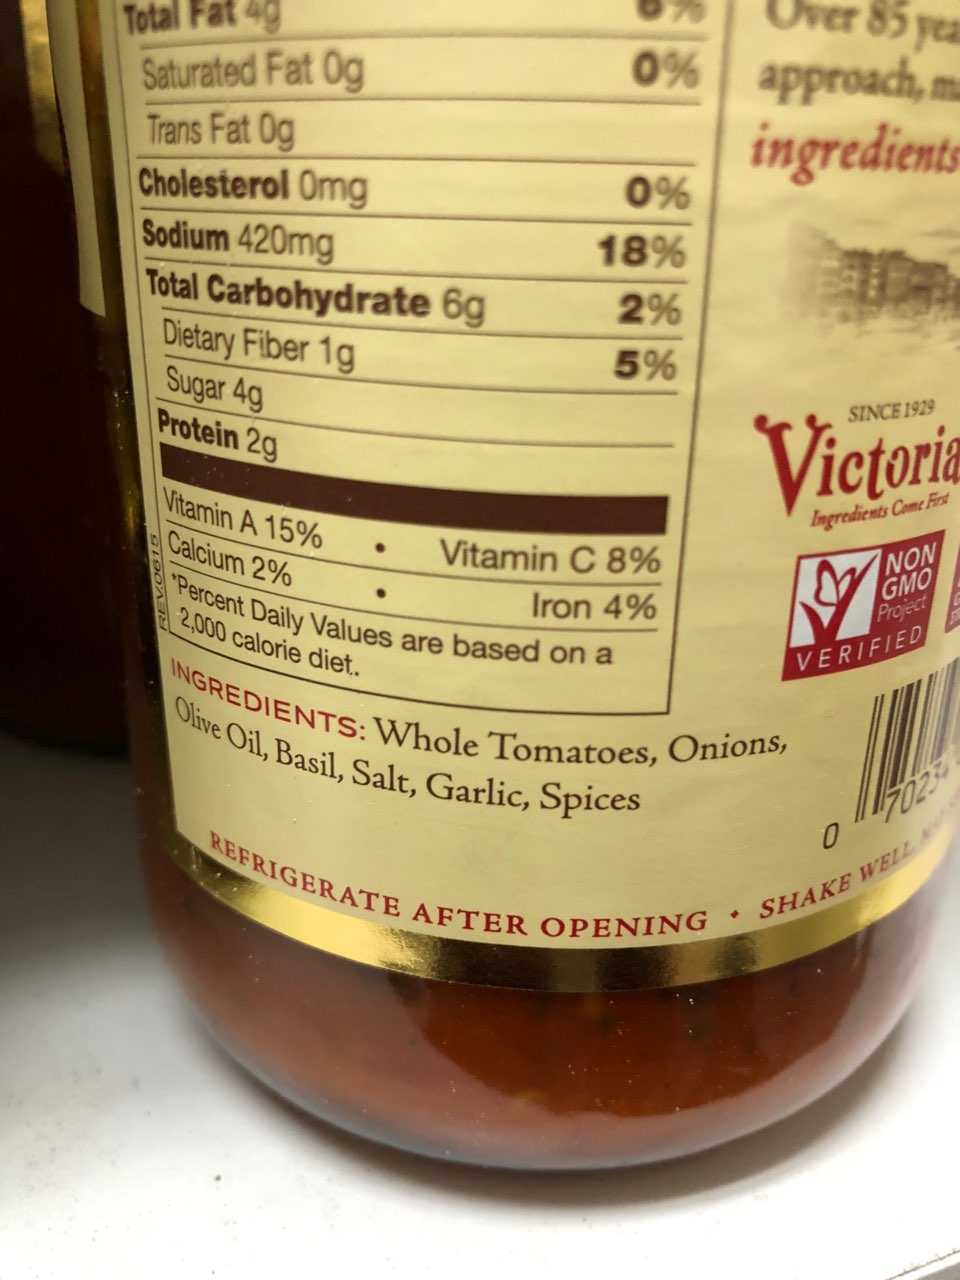 Total Fat 4g 6%
Saturated Fat 0g 0%
Trans Fat 0g
Cholesterol 0mg 0%
Sodium 420mg 18%
Total Carbohydrate 6g 2%
Dietary Fiber 1g 5%
Sugar 4g
Protein 2g
Vitamin A 15% • Vitamin C 8%
Calcium 2% • Iron 4%
*Percent Daily Values are based on a
2,000 calorie diet..
REV0615
INGREDIENTS: Whole Tomatoes, Onions,
Olive Oil, Basil, Salt, Garlic, Spices
REFRIGERATE AFTER OPENING • SHAKE WELL,
Over 85
approach,
ingredients
SINCE 1929
Victoria
Ingredients Come First
NON
GMO
Project
VERIFIED
0 70234